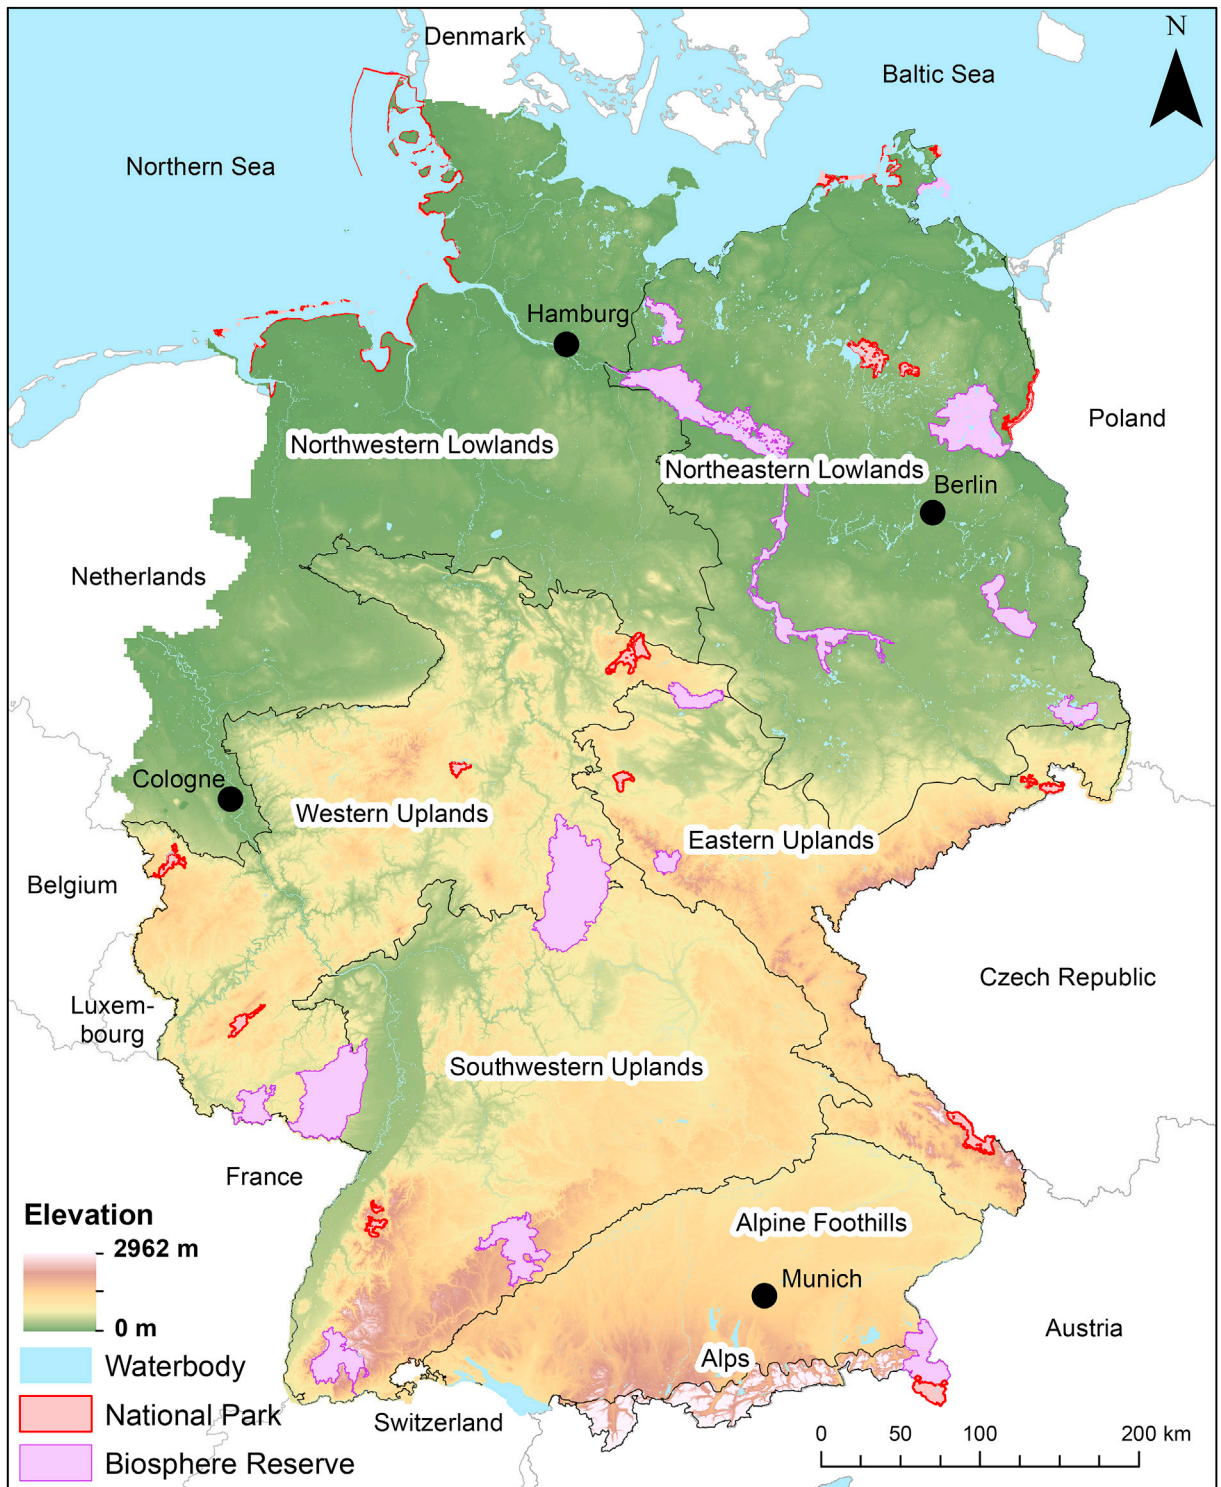 Denmark
N
Baltic Sea
Northern Sea
Hamburg
Poland
Northwestern Lowlands
Northeastern Lowlands
Berlin
Netherlands
Cologne
Western Uplands
Eastern Uplands
Belgium
Czech Republic
Luxem-
bourg
Southwestern Uplands
France
Elevation
2962 m
0 m
Alpine Foothills
Munich
Austria
Alps
Waterbody
National Park
Biosphere Reserve
Switzerland
0 50 100 200 km